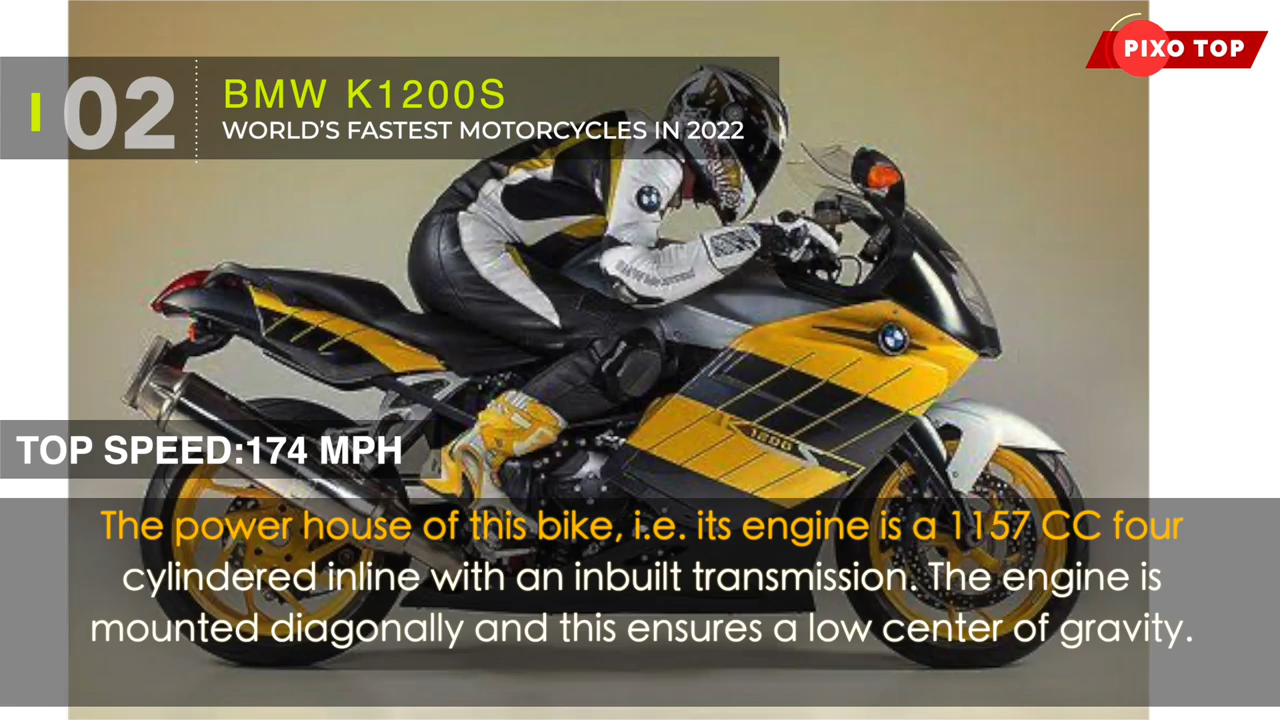 PIXO TOP
02
BMW K1200S
WORLD'S FASTEST MOTORCYCLES IN 2022
K 1200 S
TOP SPEED:174 MPH
The power house of this bike, i.e. its engine is a 1157 CC four
cylindered inline with an inbuilt transmission. The engine is
mounted diagonally and this ensures a low center of gravity.